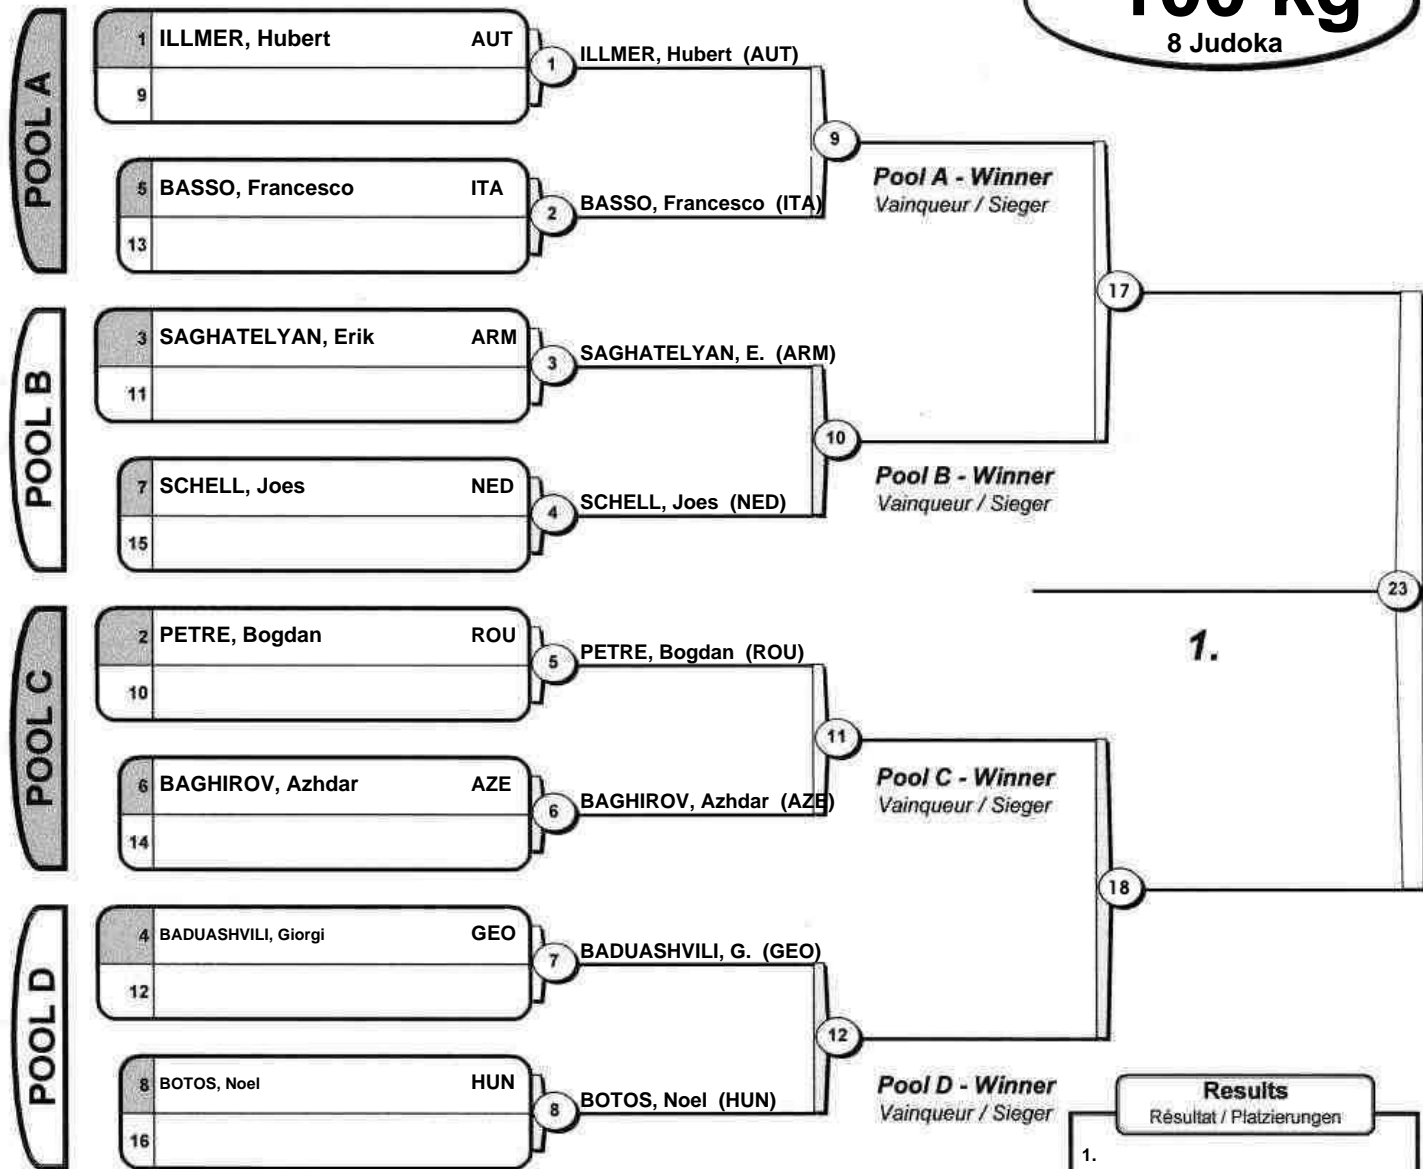 100 kg
8 Judoka
POOL A
1 ILLMER, Hubert AUT
9
1
ILLMER, Hubert (AUT)
5 BASSO, Francesco ITA
13
2
BASSO, Francesco (ITA)
9
Pool A - Winner
Vainqueur / Sieger
17
POOL B
3 SAGHATELYAN, Erik ARM
11
3
SAGHATELYAN, E. (ARM)
7 SCHELL, Joes NED
15
4
SCHELL, Joes (NED)
10
Pool B - Winner
Vainqueur / Sieger
23
1.
POOL C
2 PETRE, Bogdan ROU
10
5
PETRE, Bogdan (ROU)
6 BAGHIROV, Azhdar AZE
14
6
BAGHIROV, Azhdar (AZE)
11
Pool C - Winner
Vainqueur / Sieger
18
POOL D
4 BADUASHVILI, Giorgi GEO
12
7
BADUASHVILI, G. (GEO)
8 BOTOS, Noel HUN
16
8
BOTOS, Noel (HUN)
12
Pool D - Winner
Vainqueur / Sieger
Results
Résultat / Platzierungen
1.